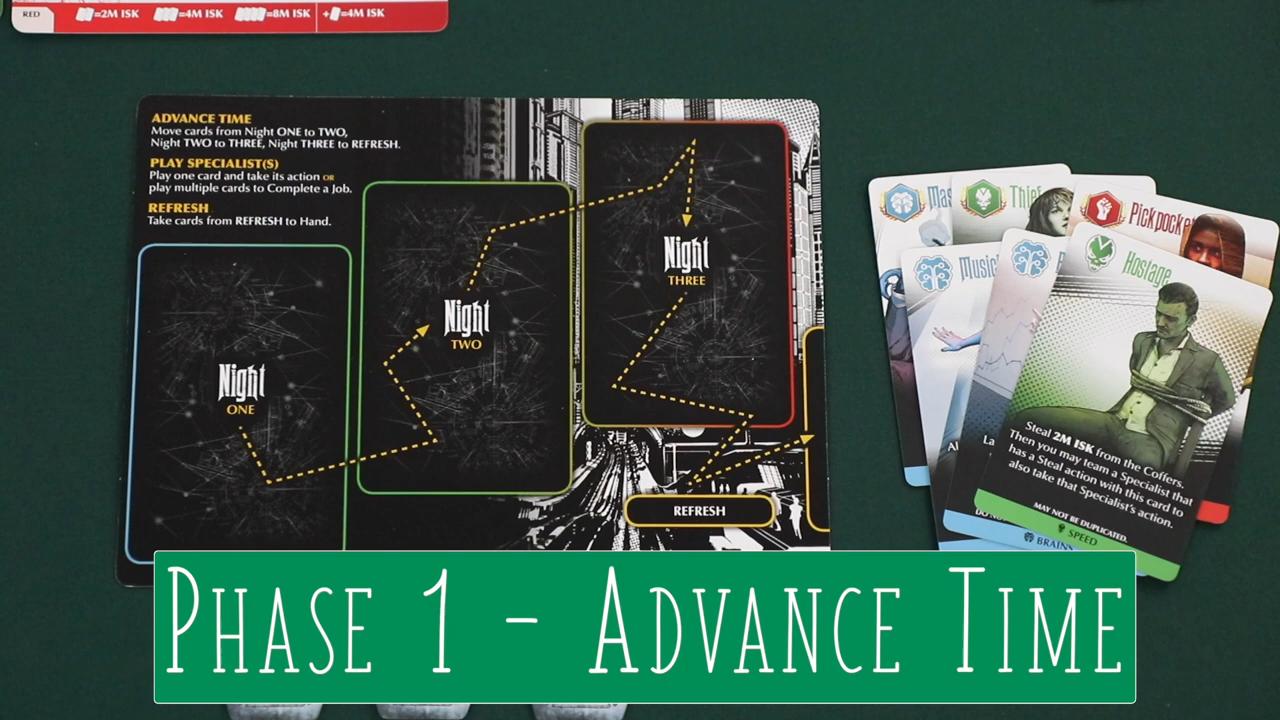 RED
=2M ISK =4M ISK =8M ISK + =4M ISK
ADVANCE TIME
Move cards from Night ONE to TWO,
Night TWO to THREE, Night THREE to REFRESH.
PLAY SPECIALIST(S)
Play one card and take its action OR
play multiple cards to Complete a Job.
REFRESH
Take cards from REFRESH to Hand.
Night
ONE
Night
TWO
Night
THREE
REFRESH
Thief
Pickpocke
Hostage
Steal 2M ISK from the Coffers.
Then you may team a Specialist that
has a Steal action with this card to
also take that Specialist's action.
MAY NOT BE DUPLICATED.
SPEED
BRAINS
Phase 1 - Advance Time